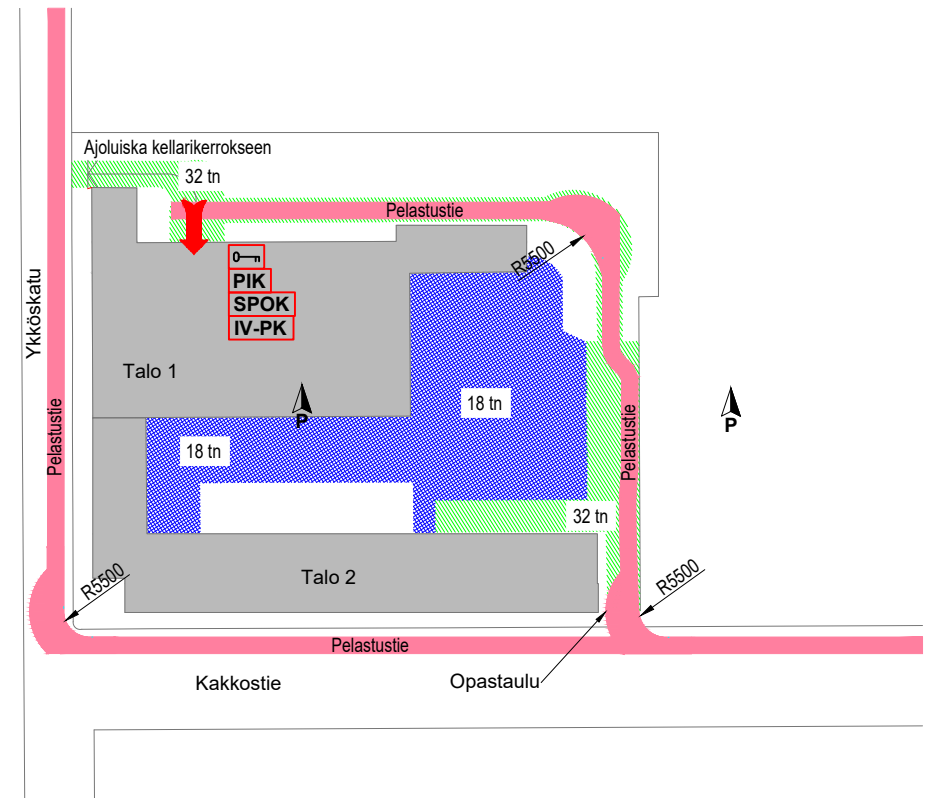 Ajoluiska kellarikerrokseen
32 tn
Pelastustie
R5500
PIK
SPOK
IV-PK
Ykköskatu
Talo 1
P
18 tn
P
18 tn
Pelastustie
Pelastustie
32 tn
Talo 2
R5500
R5500
Pelastustie
Kakkostie
Opastaulu